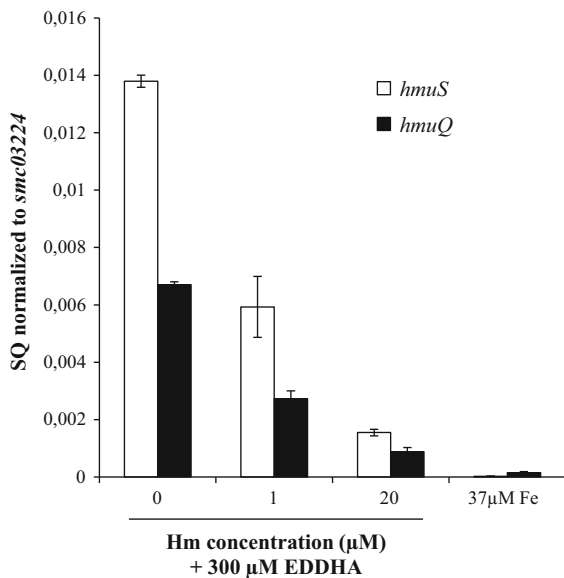 SQ normalized to smc03224
0,016
0,014
0,012
0,01
0,008
0,006
0,004
0,002
0
hmuS
hmuQ
0 1 20 37µM Fe
Hm concentration (µM)
+ 300 µM EDDHA